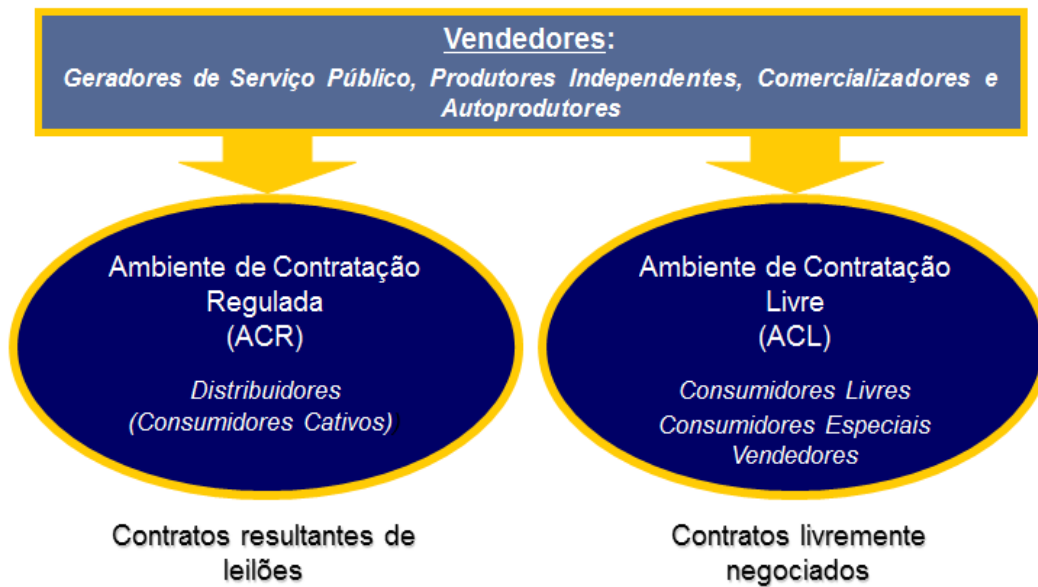 Vendedores:
Geradores de Serviço Público, Produtores Independentes, Comercializadores e
Autoprodutores
Ambiente de Contratação
Regulada
(ACR)
Distribuidores
(Consumidores Cativos))
Contratos resultantes de
leilões
Ambiente de Contratação
Livre
(ACL)
Consumidores Livres
Consumidores Especiais
Vendedores
Contratos livremente
negociados